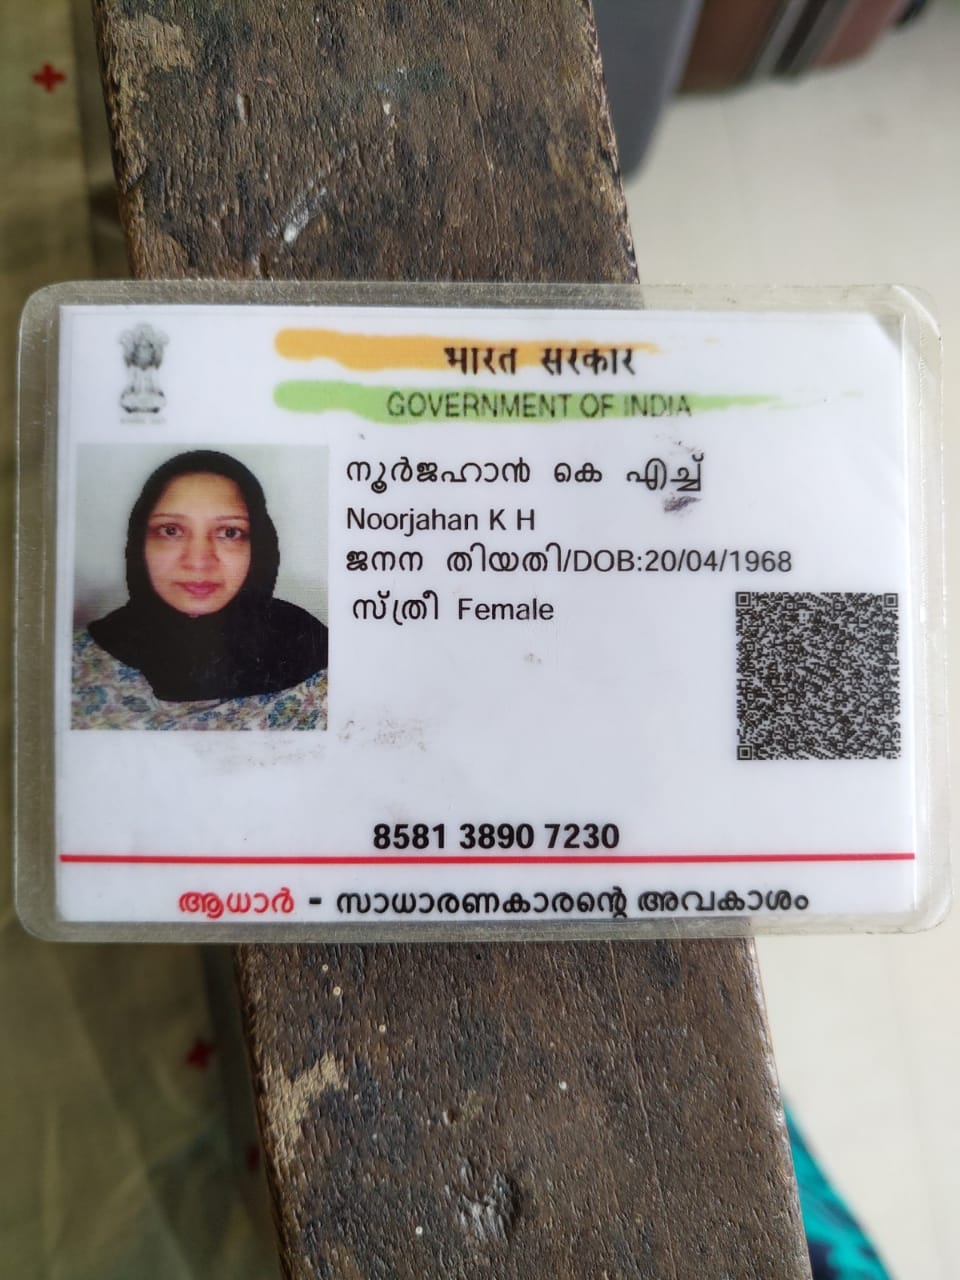 भारत सरकार
GOVERNMENT OF INDIA
നൂർജഹാൻ കെ എച്ച്
Noorjahan K H
ജനന തിയതി/DOB:20/04/1968
സ്ത്രീ Female
8581 3890 7230
ആധാർ - സാധാരണകാരന്റെ അവകാശം